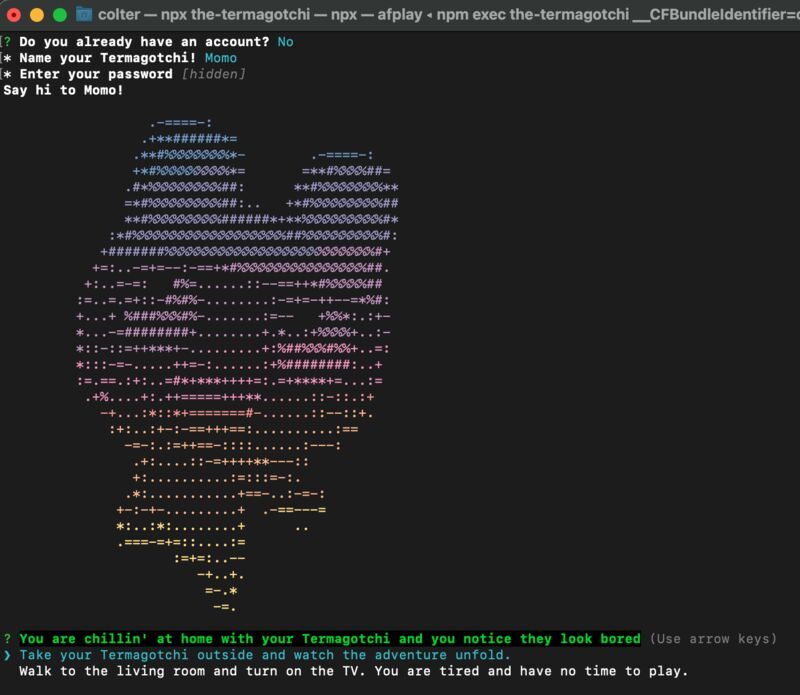 colter — npx the-termagotchi — npx — afplay ◂ npm exec the-termagotchi __CFBundleIdentifier=c
? Do you already have an account? No
* Name your Termagotchi! Momo
* Enter your password [hidden]
Say hi to Momo!
? You are chillin' at home with your Termagotchi and you notice they look bored (Use arrow keys)
❯ Take your Termagotchi outside and watch the adventure unfold.
Walk to the living room and turn on the TV. You are tired and have no time to play.